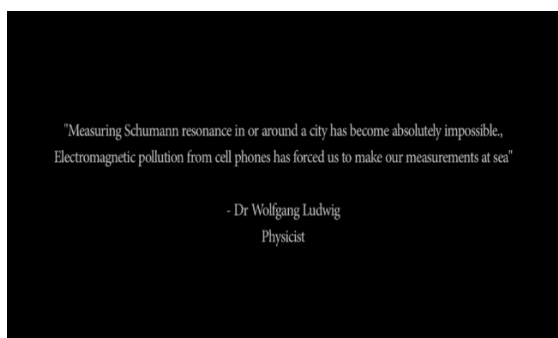 "Measuring Schumann resonance in or around a city has become absolutely impossible.,
Electromagnetic pollution from cell phones has forced us to make our measurements at sea"
- Dr Wolfgang Ludwig
Physicist